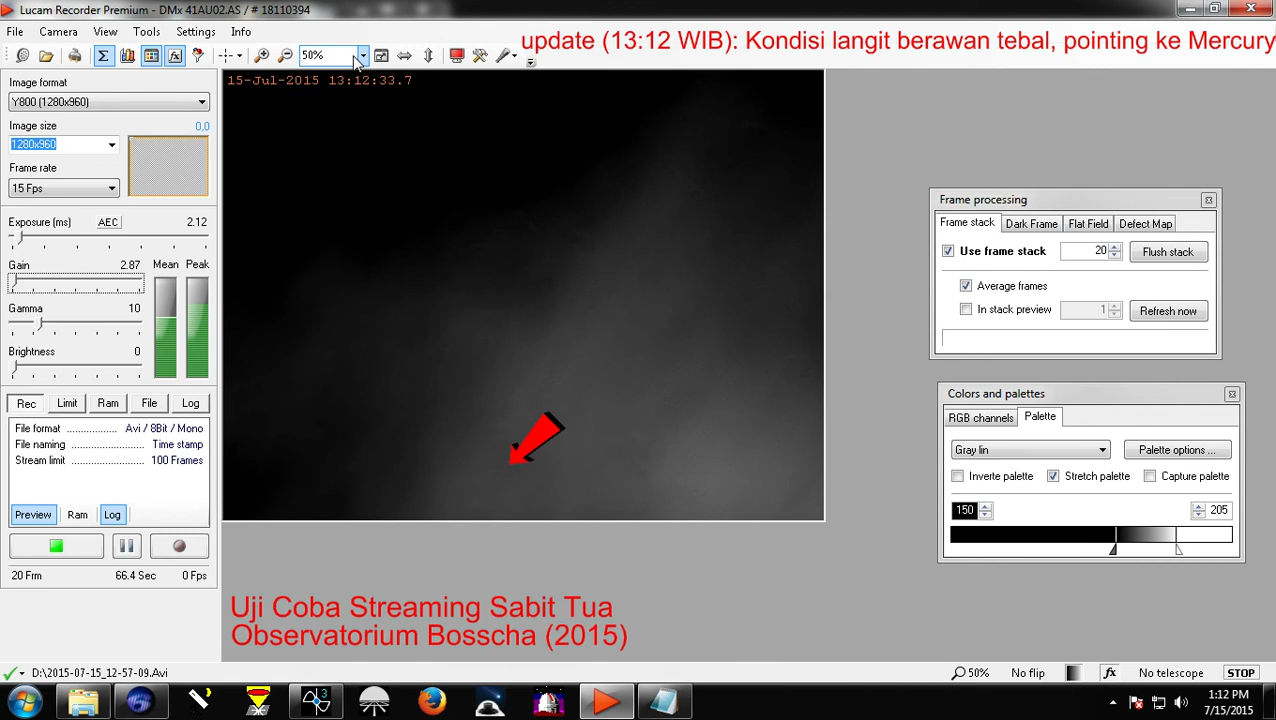 Lucam Recorder Premium - DMx 41AU02.AS / # 18110394
File Camera View Tools Settings Info
update (13:12 WIB): Kondisi langit berawan tebal, pointing ke Mercury
50%
Image format
Y800 (1280x960)
Image size 0,0
1280x960
Frame rate
15 Fps
Exposure (ms) AEC 2.12
Gain 2.87 Mean Peak
Gamma 10
Brightness 0
Rec Limit Ram File Log
File format Avi / 8Bit / Mono
File naming Time stamp
Stream limit 100 Frames
Preview Ram Log
20 Frm 66.4 Sec 0 Fps
15-Jul-2015 13:12:33.7
Frame processing
Frame stack Dark Frame Flat Field Defect Map
Use frame stack 20 Flush stack
Average frames
In stack preview 1 Refresh now
Colors and palettes
RGB channels Palette
Gray lin Palette options ...
Inverte palette Stretch palette Capture palette
150 205
Uji Coba Streaming Sabit Tua
Observatorium Bosscha (2015)
D:\2015-07-15_12-57-09.Avi 50% No flip fx No telescope STOP
1:12 PM
7/15/2015